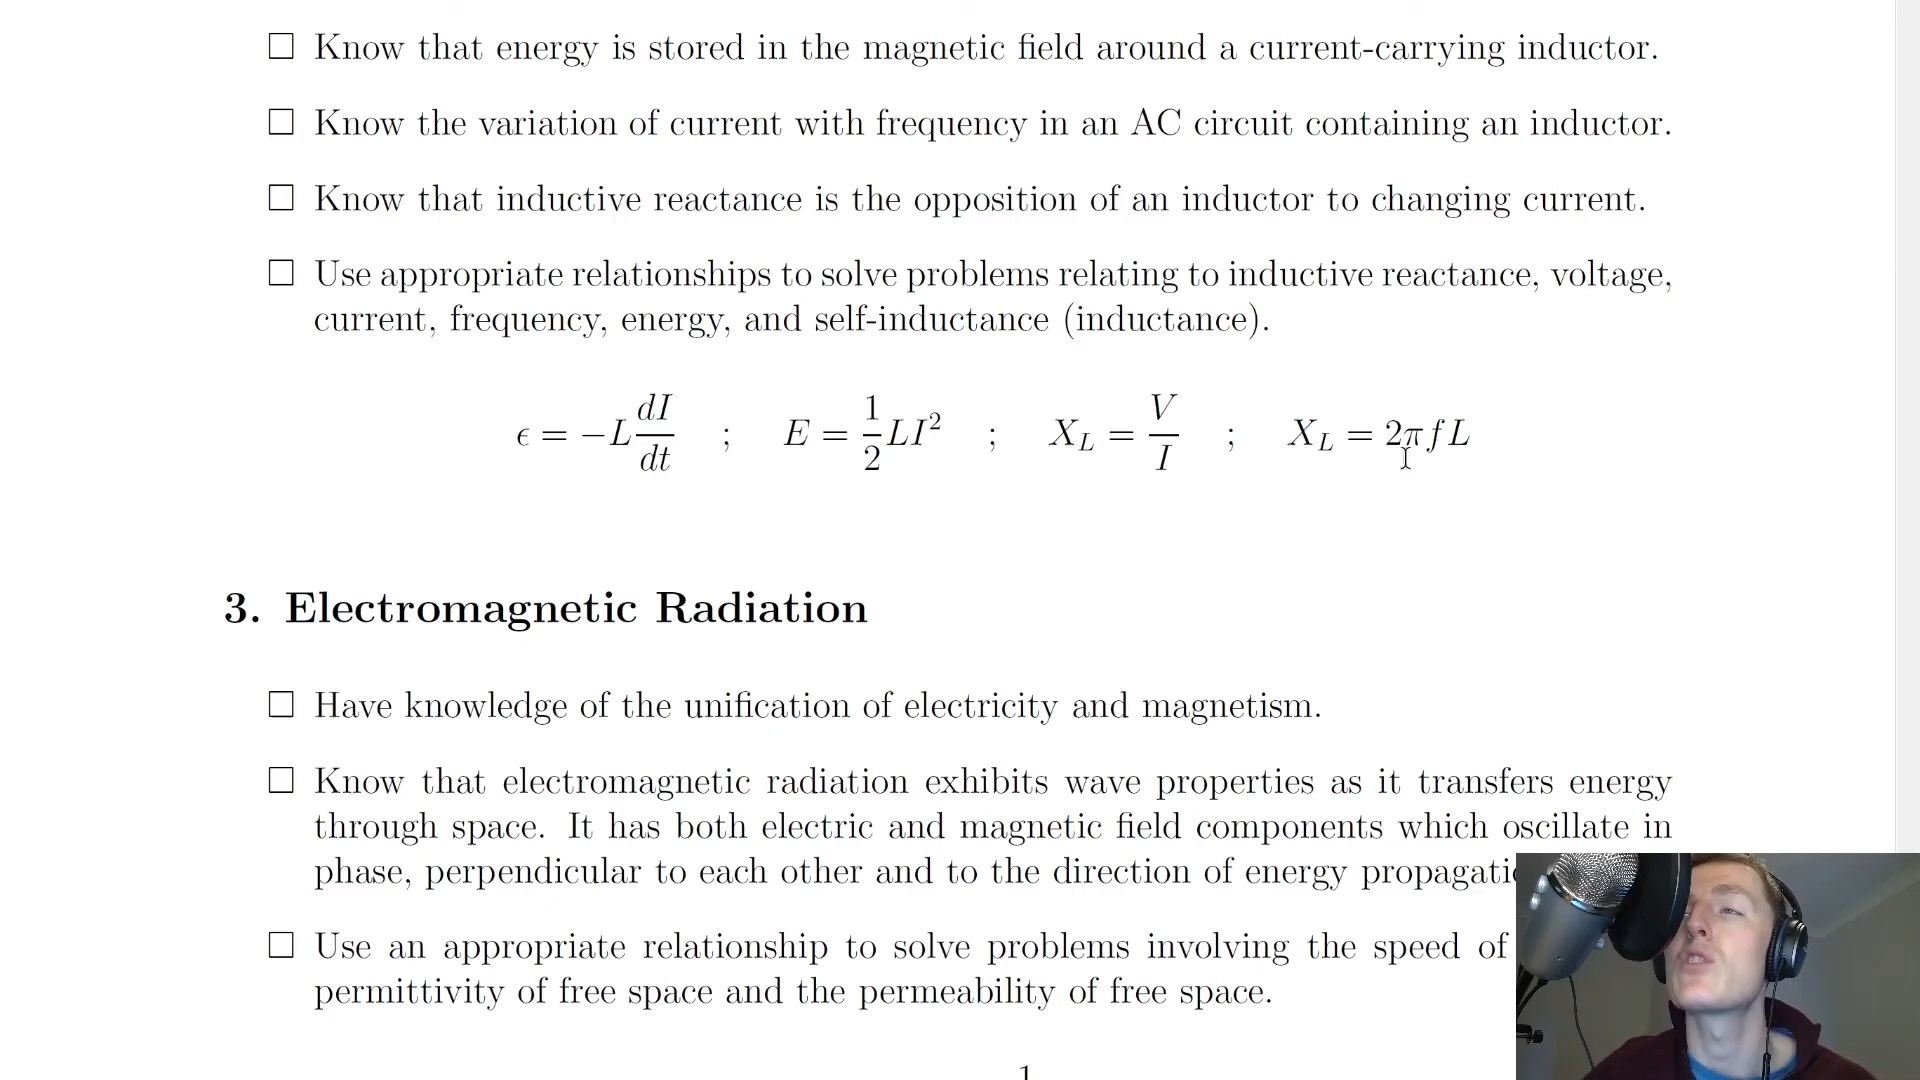 ☐ Know that energy is stored in the magnetic field around a current-carrying inductor.
☐ Know the variation of current with frequency in an AC circuit containing an inductor.
☐ Know that inductive reactance is the opposition of an inductor to changing current.
☐ Use appropriate relationships to solve problems relating to inductive reactance, voltage,
current, frequency, energy, and self-inductance (inductance).
ϵ = −L dI/dt ; E = 1/2 LI² ; X_L = V/I ; X_L = 2πfL
3. Electromagnetic Radiation
☐ Have knowledge of the unification of electricity and magnetism.
☐ Know that electromagnetic radiation exhibits wave properties as it transfers energy
through space. It has both electric and magnetic field components which oscillate in
phase, perpendicular to each other and to the direction of energy
☐ Use an appropriate relationship to solve problems involving the speed of
permittivity of free space and the permeability of free space.
1